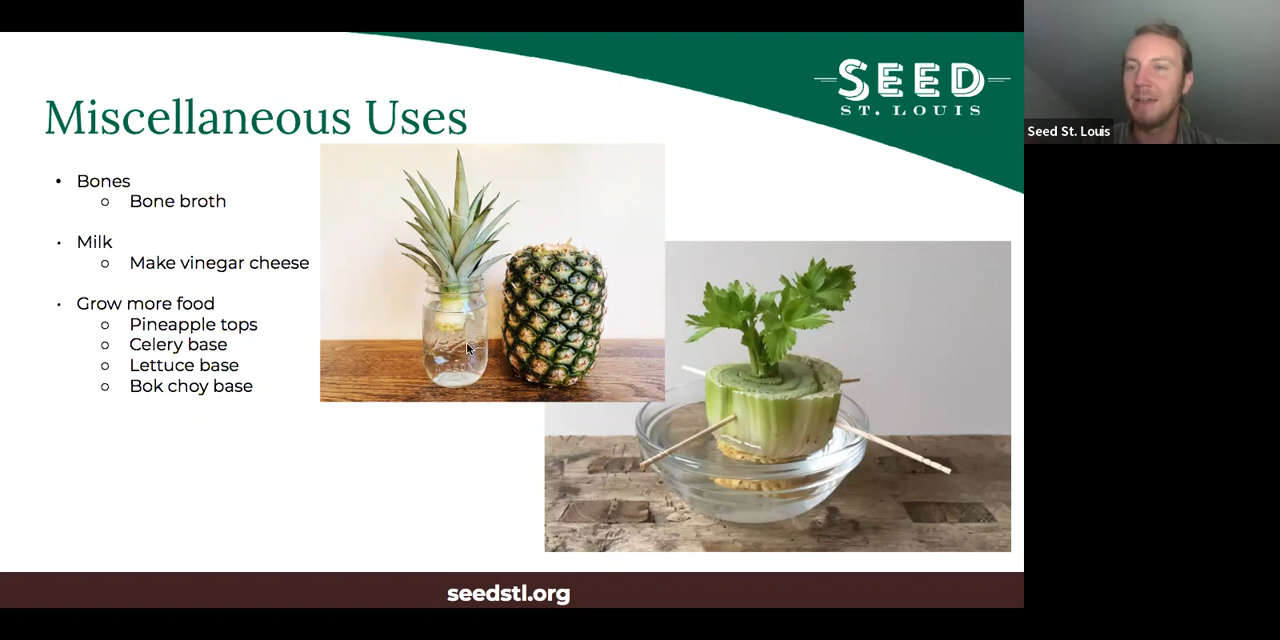 SEED
ST. LOUIS
Miscellaneous Uses
• Bones
○ Bone broth
• Milk
○ Make vinegar cheese
• Grow more food
○ Pineapple tops
○ Celery base
○ Lettuce base
○ Bok choy base
seedstl.org
Seed St. Louis